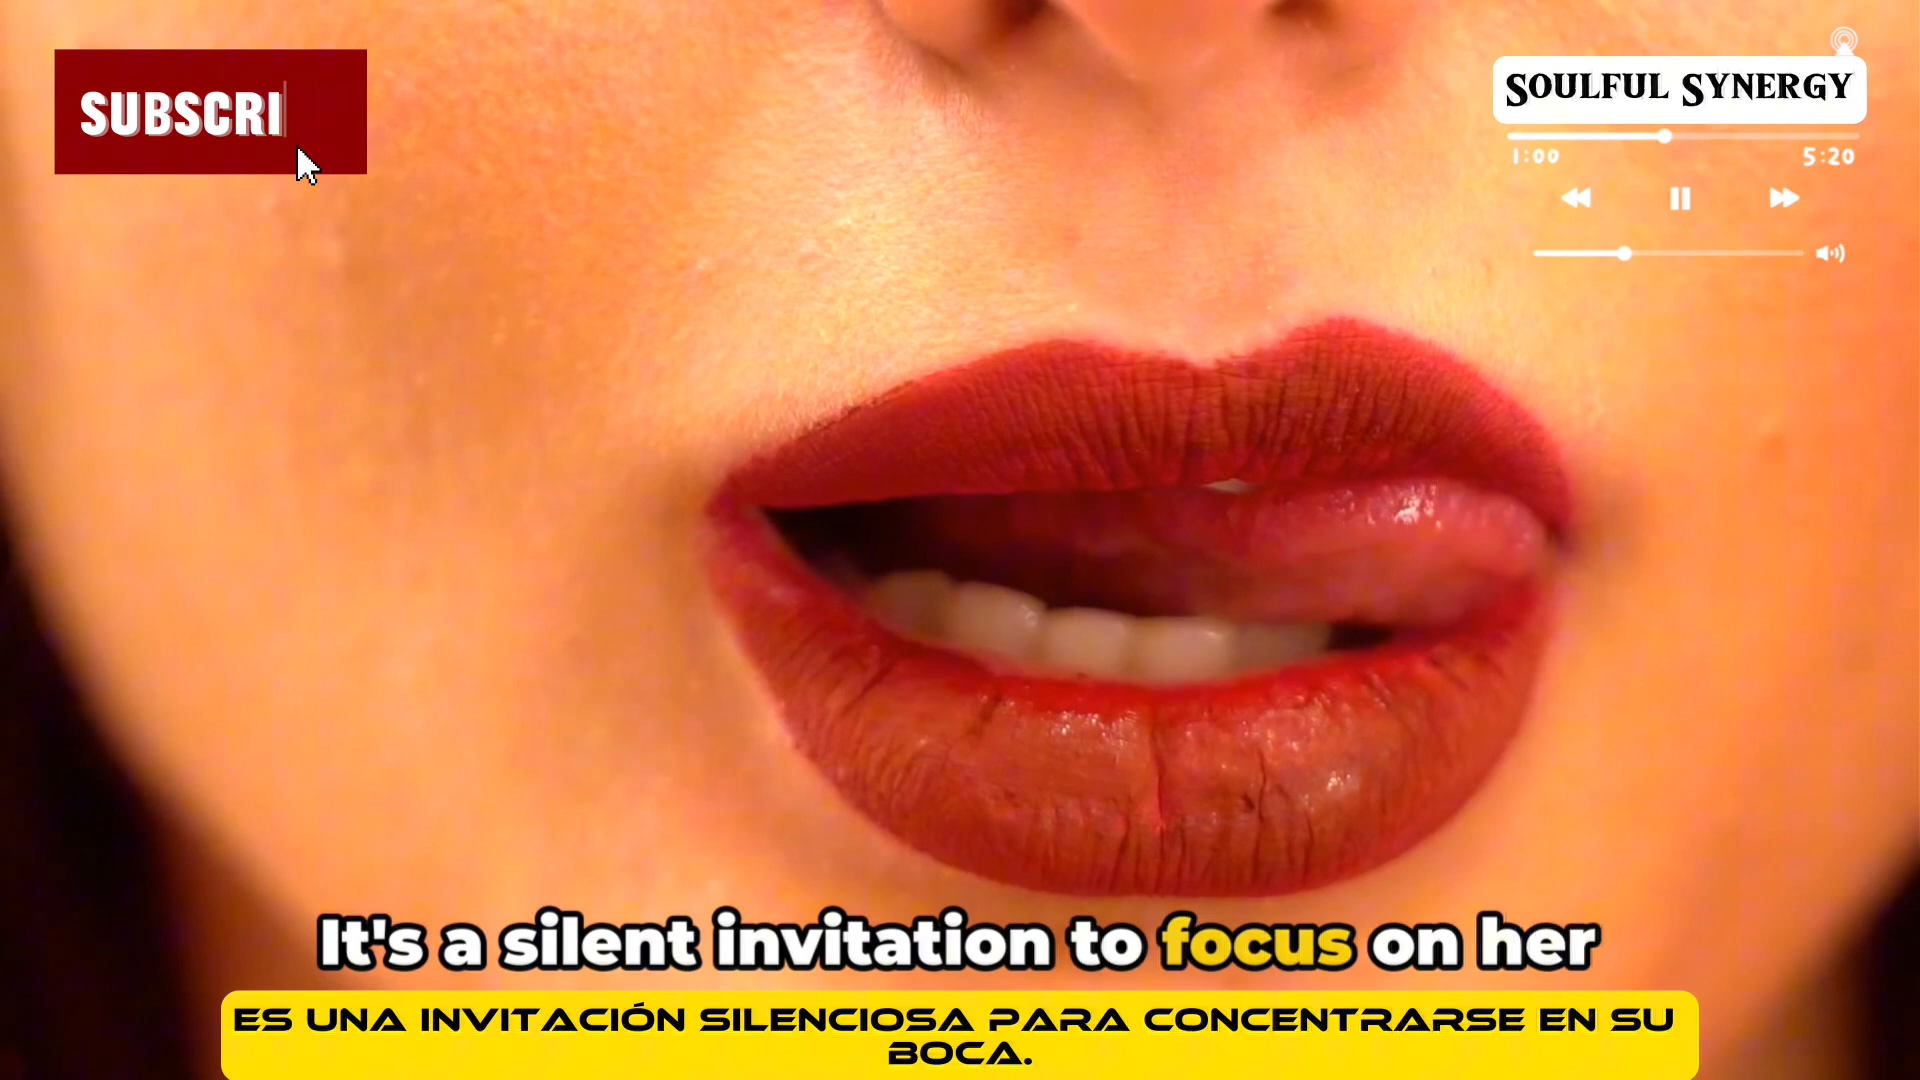 SUBSCRI
SOULFUL SYNERGY
1:00
5:20
It's a silent invitation to focus on her
ES UNA INVITACIÓN SILENCIOSA PARA CONCENTRARSE EN SU
BOCA.